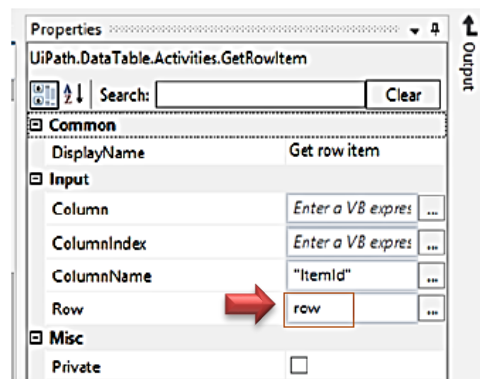 Properties
Output
UiPath.DataTable.Activities.GetRowItem
Search: Clear
Common
DisplayName Get row item
Input
Column Enter a VB expres ...
ColumnIndex Enter a VB expres ...
ColumnName "ItemId" ...
Row row ...
Misc
Private